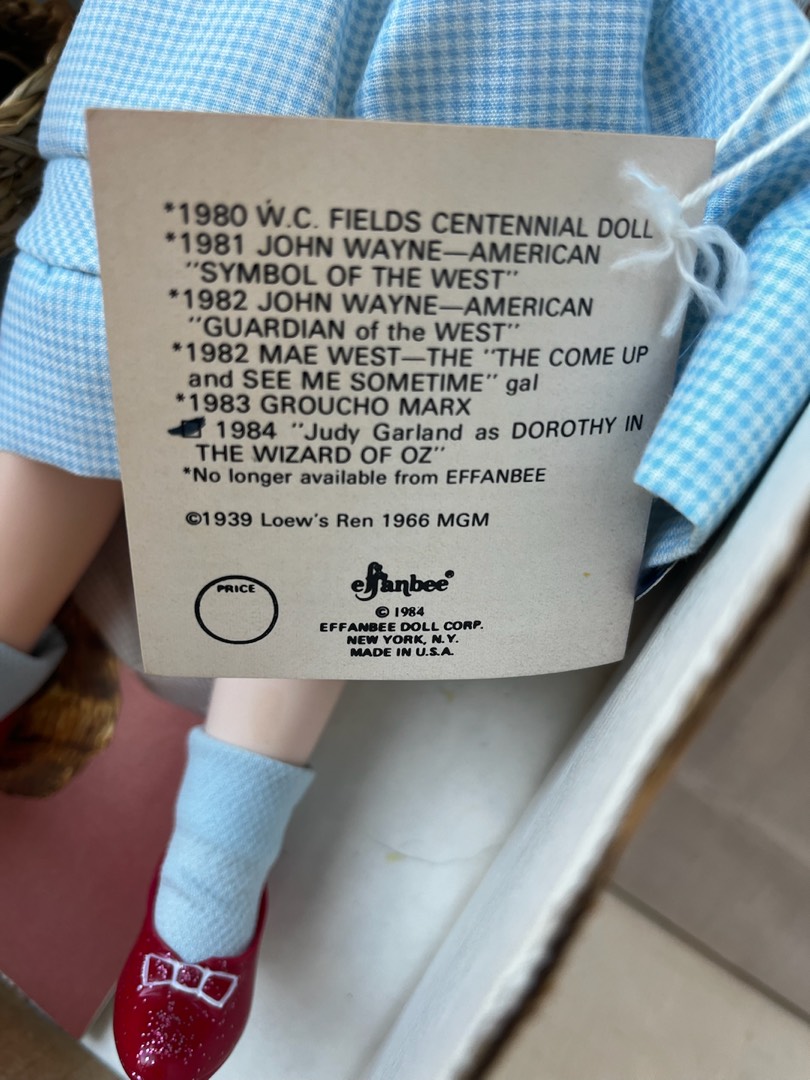 *1980 W.C. FIELDS CENTENNIAL DOLL
*1981 JOHN WAYNE—AMERICAN
"SYMBOL OF THE WEST"
*1982 JOHN WAYNE—AMERICAN
"GUARDIAN of the WEST"
*1982 MAE WEST—THE "THE COME UP
and SEE ME SOMETIME" gal
*1983 GROUCHO MARX
1984 "Judy Garland as DOROTHY IN
THE WIZARD OF OZ"
*No longer available from EFFANBEE
©1939 Loew's Ren 1966 MGM
PRICE
effanbee®
© 1984
EFFANBEE DOLL CORP.
NEW YORK, N.Y.
MADE IN U.S.A.